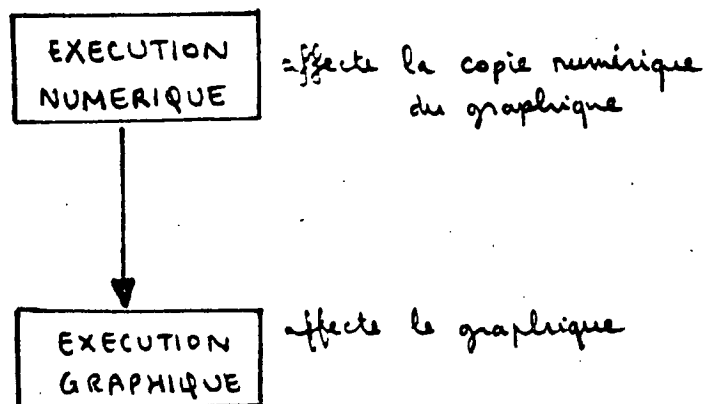 EXECUTION
NUMERIQUE
affecte la copie numérique
du graphique
EXECUTION
GRAPHIQUE
affecte le graphique